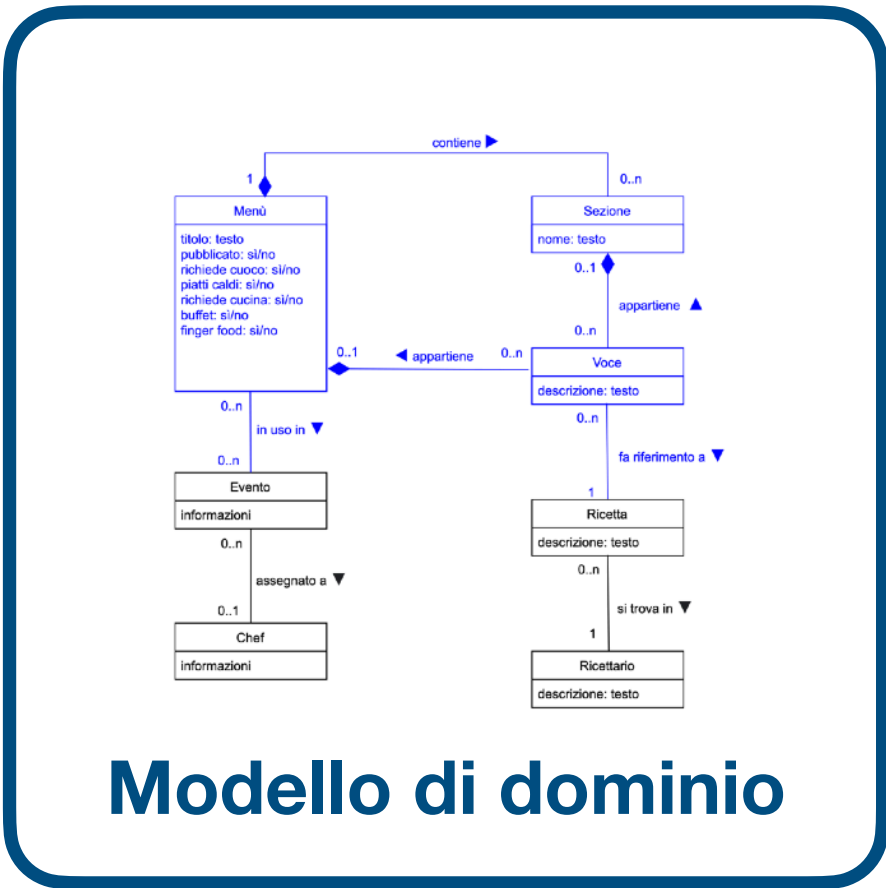 contiene ▶
1
0..n
Menù
titolo: testo
pubblicato: sì/no
richiede cuoco: sì/no
piatti caldi: sì/no
richiede cucina: sì/no
buffet: sì/no
finger food: sì/no
Sezione
nome: testo
0..1
appartiene ▲
0..n
0..1
◀ appartiene
0..n
Voce
descrizione: testo
0..n
in uso in ▼
0..n
0..n
fa riferimento a ▼
1
Evento
informazioni
Ricetta
descrizione: testo
0..n
assegnato a ▼
0..1
0..n
si trova in ▼
1
Chef
informazioni
Ricettario
descrizione: testo
Modello di dominio